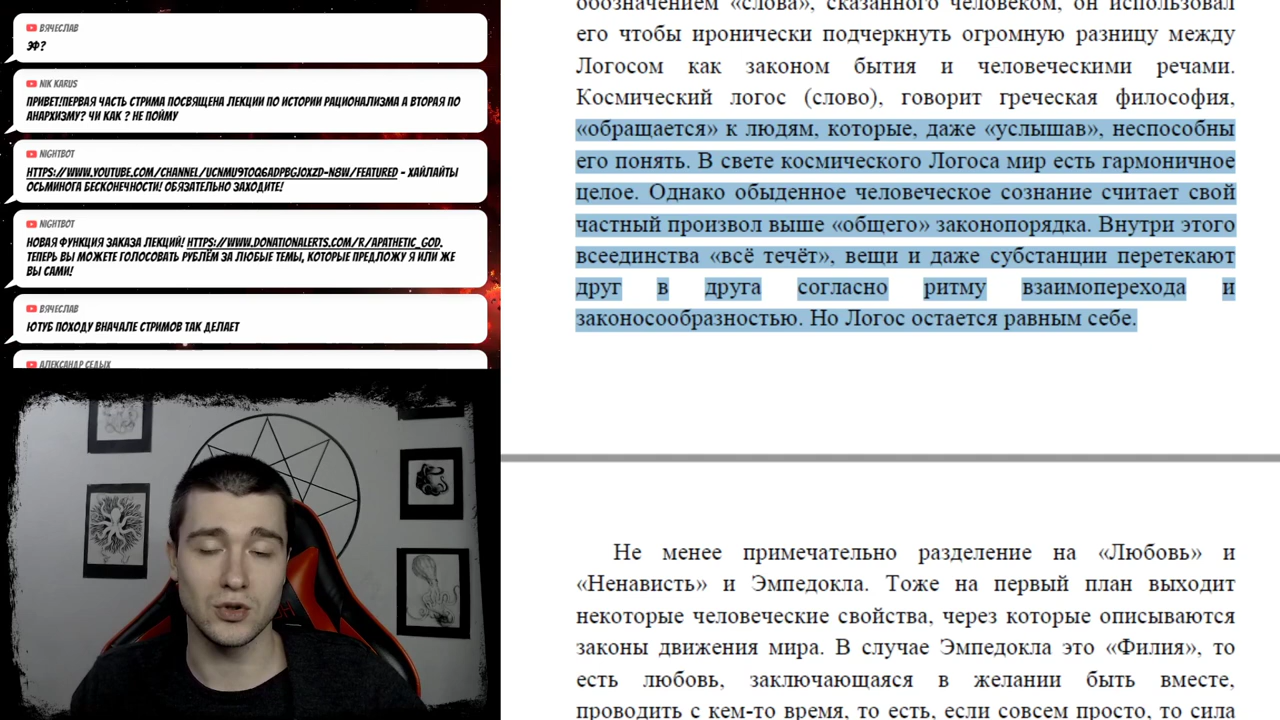 ВЯЧЕСЛАВ
ЭФ?
NIK KARUS
ПРИВЕТ!ПЕРВАЯ ЧАСТЬ СТРИМА ПОСВЯЩЕНА ЛЕКЦИИ ПО ИСТОРИИ РАЦИОНАЛИЗМА А ВТОРАЯ ПО
АНАРХИЗМУ? ЧИ КАК ? НЕ ПОЙМУ
NIGHTBOT
HTTPS://WWW.YOUTUBE.COM/CHANNEL/UCNMU9TOQ6ADPBGJOXZD-N8W/FEATURED - ХАЙЛАЙТЫ
ОСЬМИНОГА БЕСКОНЕЧНОСТИ! ОБЯЗАТЕЛЬНО ЗАХОДИТЕ!
NIGHTBOT
НОВАЯ ФУНКЦИЯ ЗАКАЗА ЛЕКЦИЙ! HTTPS://WWW.DONATIONALERTS.COM/R/APATHETIC_GOD.
ТЕПЕРЬ ВЫ МОЖЕТЕ ГОЛОСОВАТЬ РУБЛЁМ ЗА ЛЮБЫЕ ТЕМЫ, КОТОРЫЕ ПРЕДЛОЖУ Я ИЛИ ЖЕ
ВЫ САМИ!
ВЯЧЕСЛАВ
ЮТУБ ПОХОДУ ВНАЧАЛЕ СТРИМОВ ТАК ДЕЛАЕТ
АЛЕКСАНДР СЕДЫХ
обозначением «слова», сказанного человеком, он использовал
его чтобы иронически подчеркнуть огромную разницу между
Логосом как законом бытия и человеческими речами.
Космический логос (слово), говорит греческая философия,
«обращается» к людям, которые, даже «услышав», неспособны
его понять. В свете космического Логоса мир есть гармоничное
целое. Однако обыденное человеческое сознание считает свой
частный произвол выше «общего» законопорядка. Внутри этого
всеединства «всё течёт», вещи и даже субстанции перетекают
друг в друга согласно ритму взаимоперехода и
законосообразностью. Но Логос остается равным себе.
Не менее примечательно разделение на «Любовь» и
«Ненависть» и Эмпедокла. Тоже на первый план выходит
некоторые человеческие свойства, через которые описываются
законы движения мира. В случае Эмпедокла это «Филия», то
есть любовь, заключающаяся в желании быть вместе,
проводить с кем-то время, то есть, если совсем просто, то сила